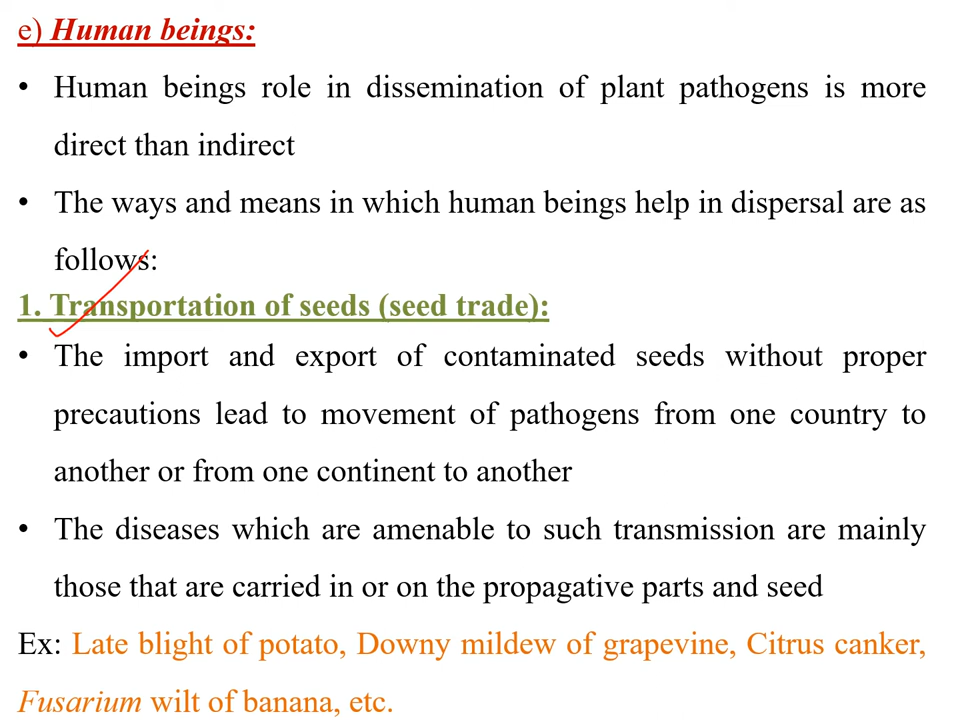 e) Human beings:
• Human beings role in dissemination of plant pathogens is more
direct than indirect
• The ways and means in which human beings help in dispersal are as
follows:
1. Transportation of seeds (seed trade):
• The import and export of contaminated seeds without proper
precautions lead to movement of pathogens from one country to
another or from one continent to another
• The diseases which are amenable to such transmission are mainly
those that are carried in or on the propagative parts and seed
Ex: Late blight of potato, Downy mildew of grapevine, Citrus canker,
Fusarium wilt of banana, etc.